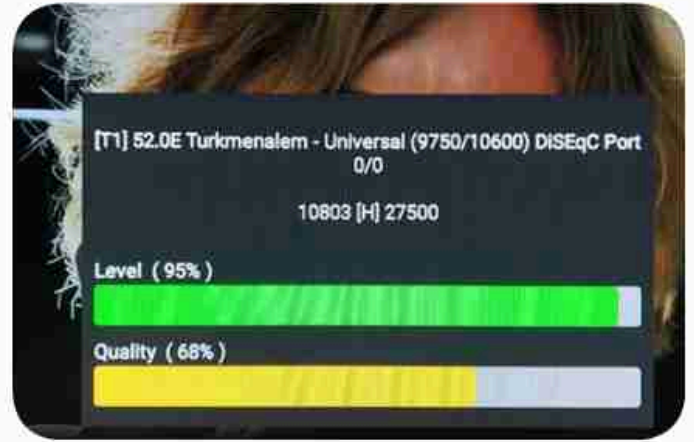 [T1] 52.0E Turkmenalem - Universal (9750/10600) DiSEqC Port
0/0
10803 [H] 27500
Level ( 95% )
Quality ( 68% )